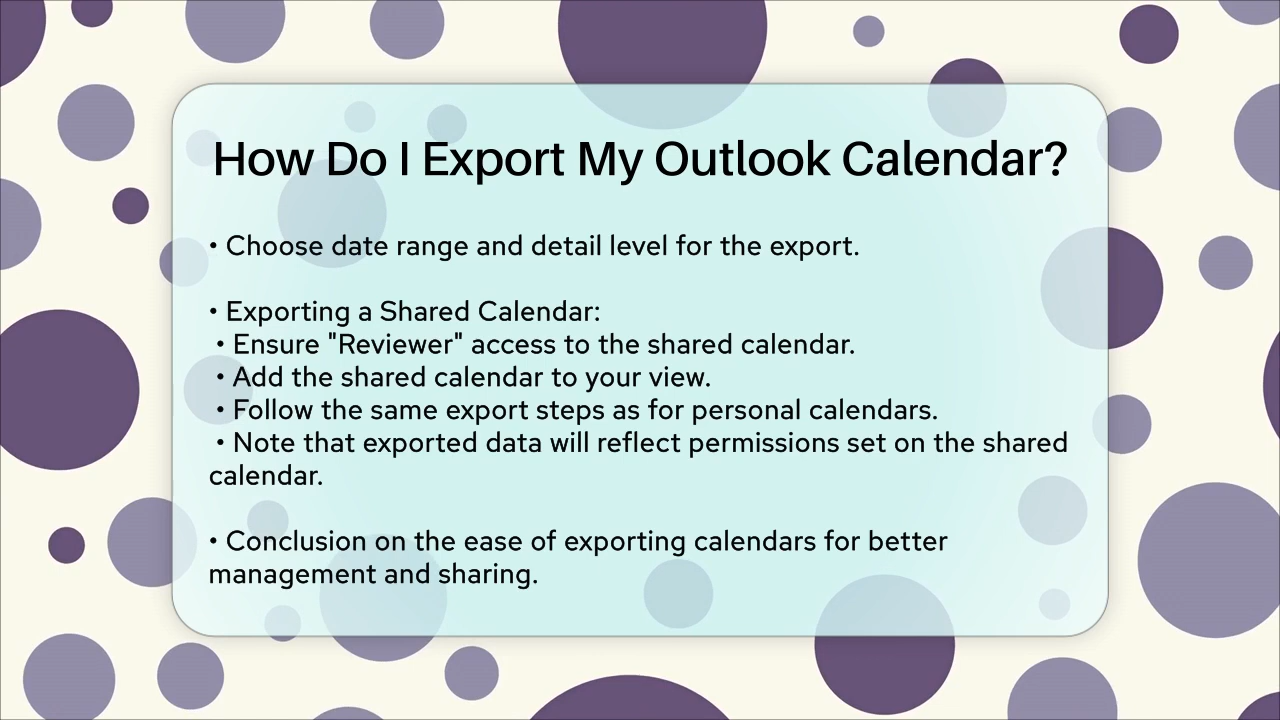 How Do I Export My Outlook Calendar?
• Choose date range and detail level for the export.
• Exporting a Shared Calendar:
• Ensure "Reviewer" access to the shared calendar.
• Add the shared calendar to your view.
• Follow the same export steps as for personal calendars.
• Note that exported data will reflect permissions set on the shared
calendar.
• Conclusion on the ease of exporting calendars for better
management and sharing.